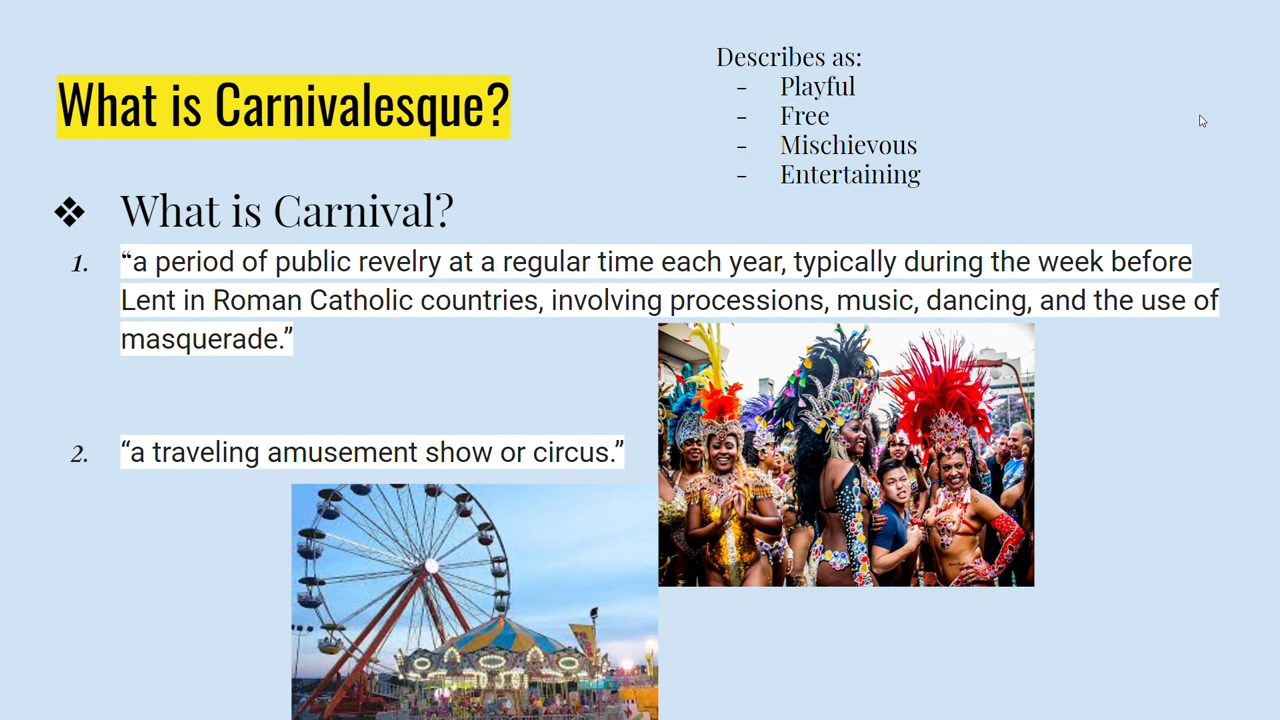 What is Carnivalesque?
Describes as:
- Playful
- Free
- Mischievous
- Entertaining
❖ What is Carnival?
1. “a period of public revelry at a regular time each year, typically during the week before
Lent in Roman Catholic countries, involving processions, music, dancing, and the use of
masquerade.”
2. “a traveling amusement show or circus.”